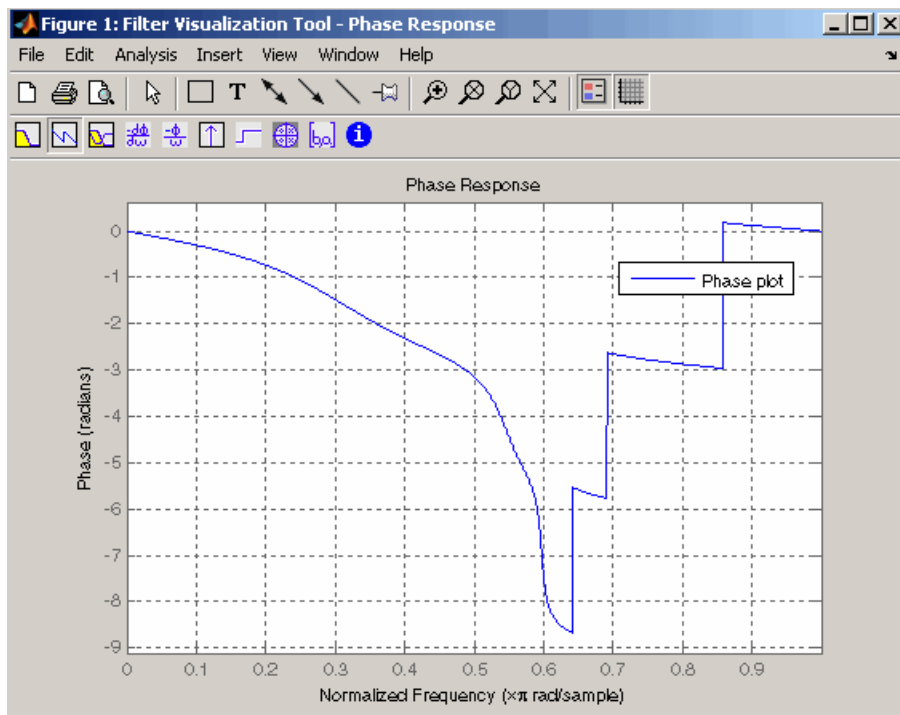 Figure 1: Filter Visualization Tool - Phase Response
File Edit Analysis Insert View Window Help
T
-dϕ/ω -ϕ/ω [b,a] i
Phase Response
Phase plot
Phase (radians)
0
-1
-2
-3
-4
-5
-6
-7
-8
-9
0 0.1 0.2 0.3 0.4 0.5 0.6 0.7 0.8 0.9
Normalized Frequency (×π rad/sample)